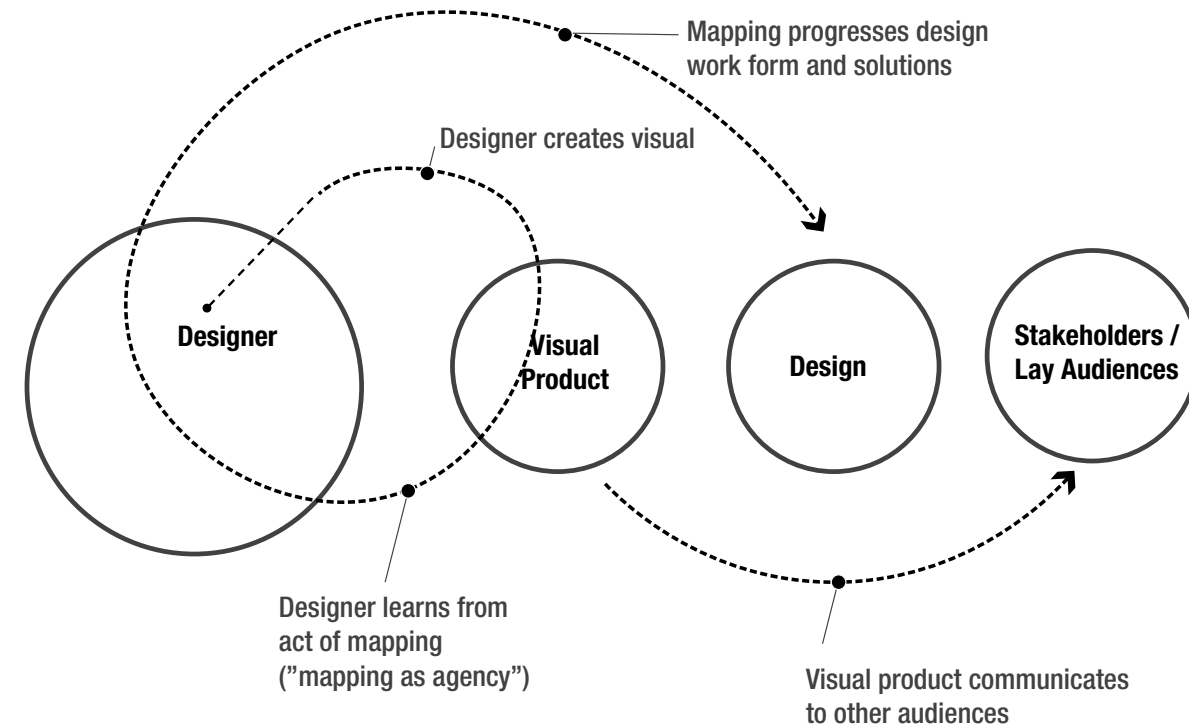 Mapping progresses design
work form and solutions
Designer creates visual
Designer
Visual
Product
Design
Stakeholders /
Lay Audiences
Designer learns from
act of mapping
(”mapping as agency”)
Visual product communicates
to other audiences